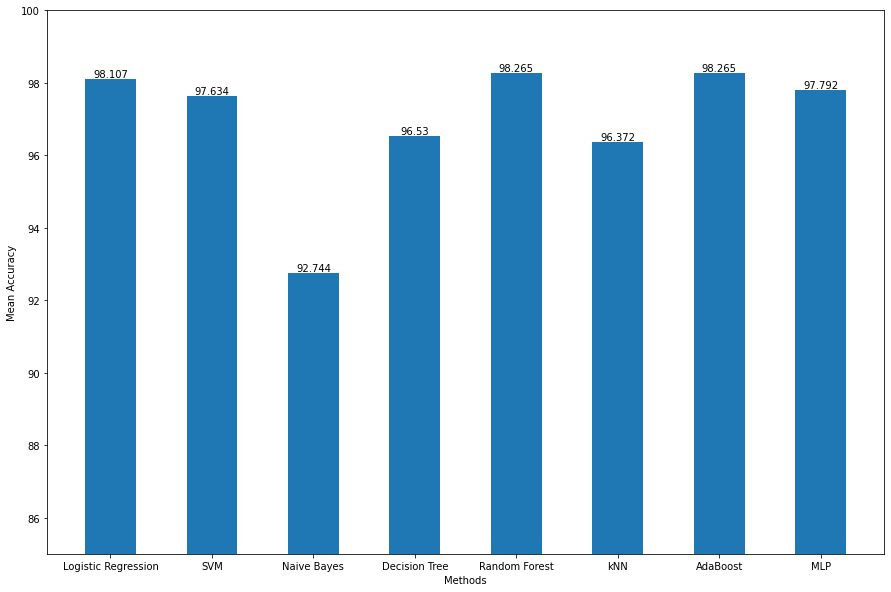 100
98
96
94
92
90
88
86
Mean Accuracy
98.107
97.634
92.744
96.53
98.265
96.372
98.265
97.792
Logistic Regression
SVM
Naive Bayes
Decision Tree
Random Forest
kNN
AdaBoost
MLP
Methods